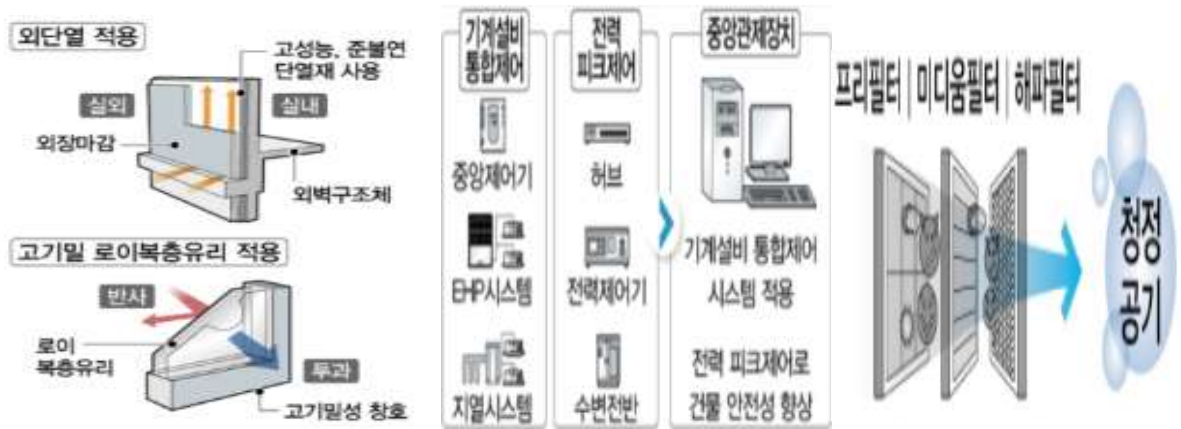 외단열 적용
고성능, 준불연
단열재 사용
실외
실내
외장마감
외벽구조체
고기밀 로이복층유리 적용
반사
로이
복층유리
투과
고기밀성 창호
기계설비
통합제어
중앙제어기
EHP시스템
지열시스템
전력
피크제어
허브
전력제어기
수변전반
중앙관제장치
기계설비 통합제어
시스템 적용
전력 피크제어로
건물 안전성 향상
프리필터 | 미디움필터 | 해파필터
청정
공기